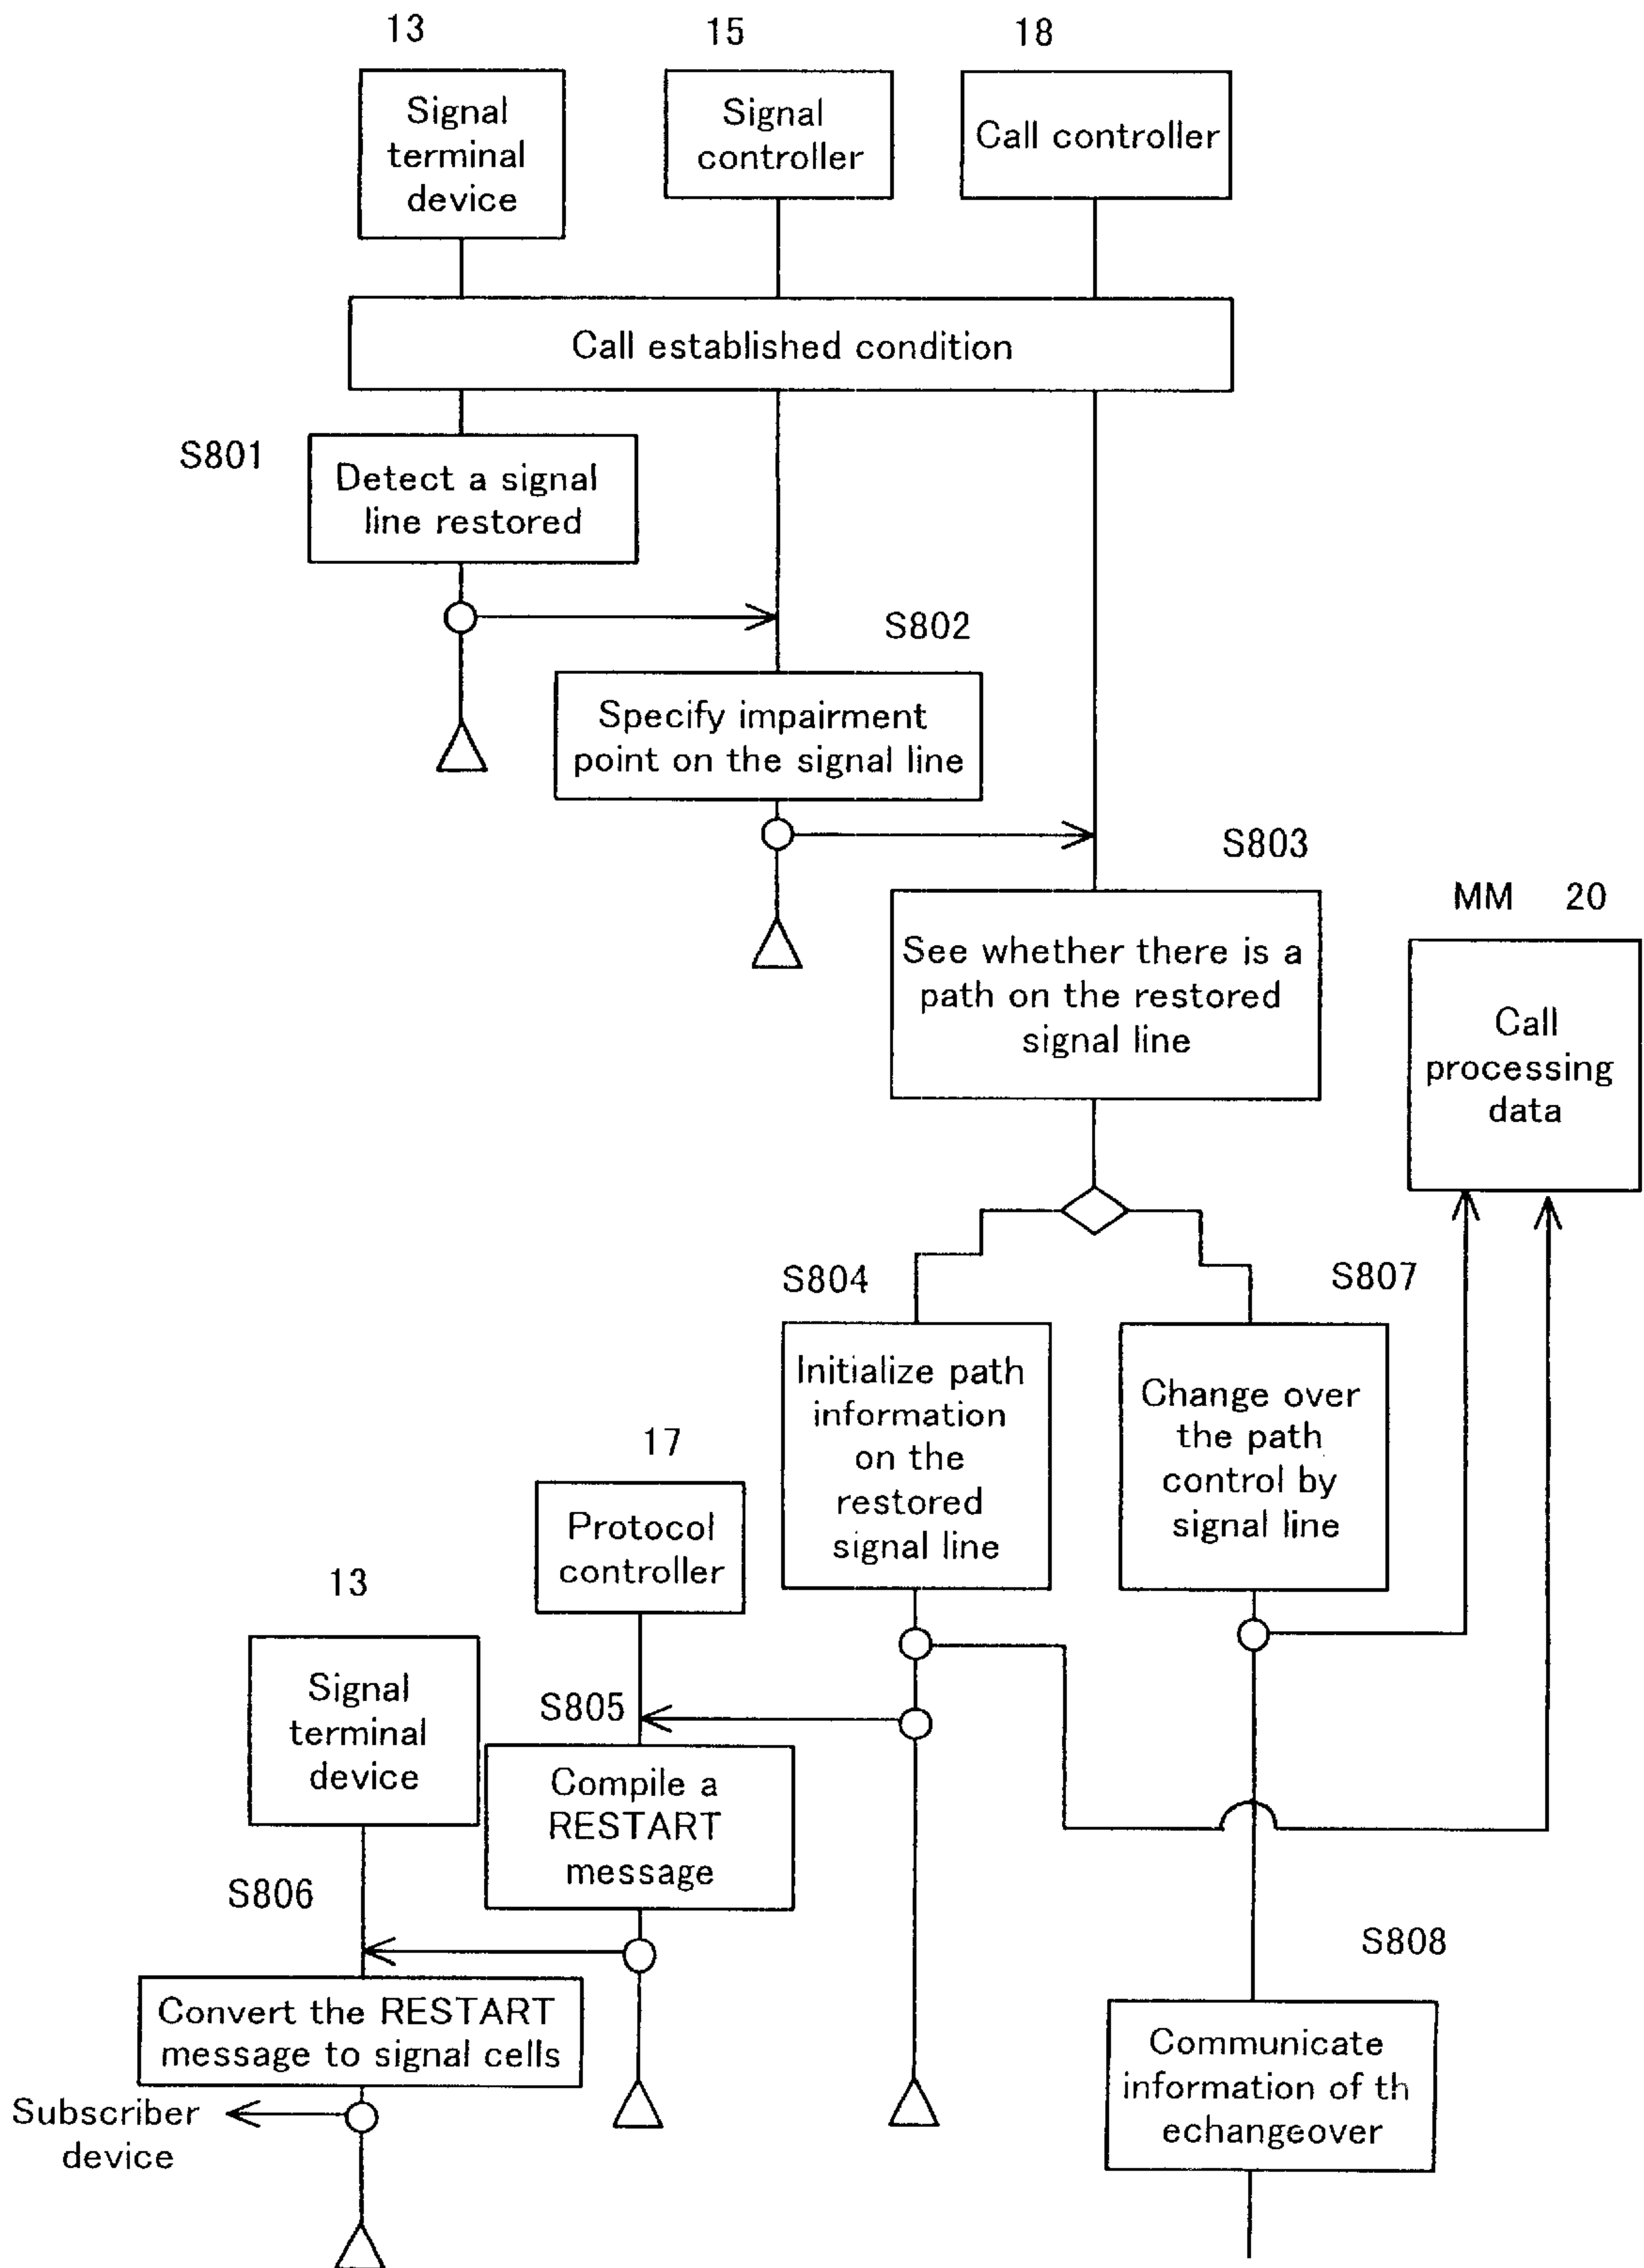 13
15
18
Signal
terminal
device
Signal
controller
Call controller
Call established condition
S801
Detect a signal
line restored
S802
Specify impairment
point on the signal line
S803
See whether there is a
path on the restored
signal line
MM 20
Call
processing
data
S804
Initialize path
information
on the
restored
signal line
S807
Change over
the path
control by
signal line
17
Protocol
controller
13
Signal
terminal
device
S805
Compile a
RESTART
message
S806
Convert the RESTART
message to signal cells
Subscriber
device
S808
Communicate
information of th
echangeover